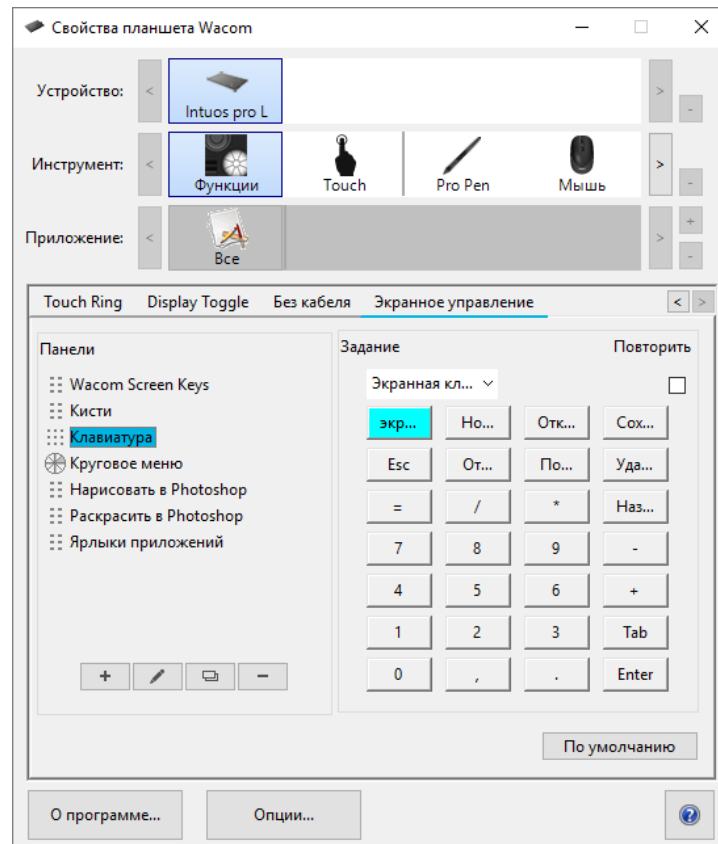 Свойства планшета Wacom
Устройство:
<
Intuos pro L
>
-
Инструмент:
<
Функции
Touch
Pro Pen
Мышь
>
-
Приложение:
<
Все
>
+
-
Touch Ring Display Toggle Без кабеля Экранное управление < >
Панели
Wacom Screen Keys
Кисти
Клавиатура
Круговое меню
Нарисовать в Photoshop
Раскрасить в Photoshop
Ярлыки приложений
+ −
Задание Повторить
Экранная кл...
экр... Но... Отк... Сох...
Esc От... По... Уда...
= / * Наз...
7 8 9 -
4 5 6 +
1 2 3 Tab
0 , . Enter
По умолчанию
О программе... Опции... ?